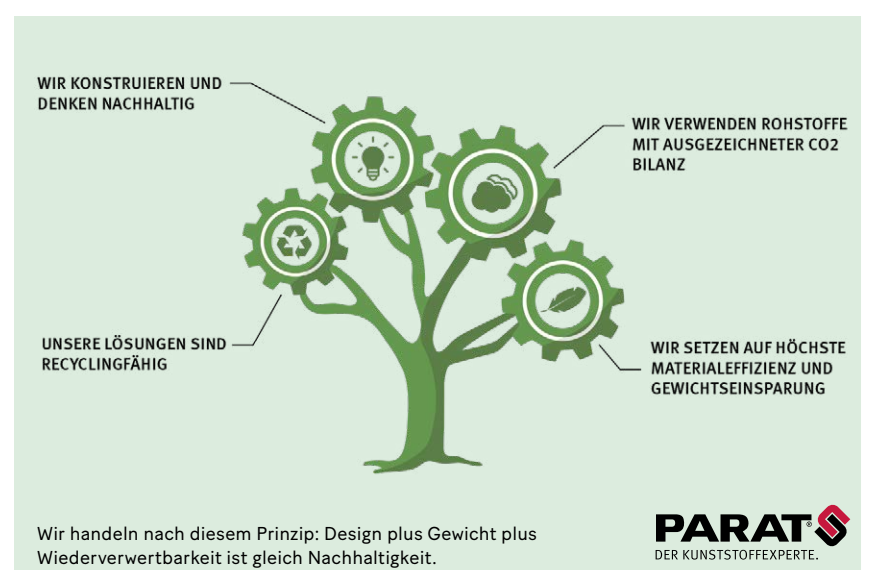 WIR KONSTRUIEREN UND
DENKEN NACHHALTIG
WIR VERWENDEN ROHSTOFFE
MIT AUSGEZEICHNETER CO2
BILANZ
UNSERE LÖSUNGEN SIND
RECYCLINGFÄHIG
WIR SETZEN AUF HÖCHSTE
MATERIALEFFIZIENZ UND
GEWICHTSEINSPARUNG
Wir handeln nach diesem Prinzip: Design plus Gewicht plus
Wiederverwertbarkeit ist gleich Nachhaltigkeit.
PARAT®
DER KUNSTSTOFFEXPERTE.